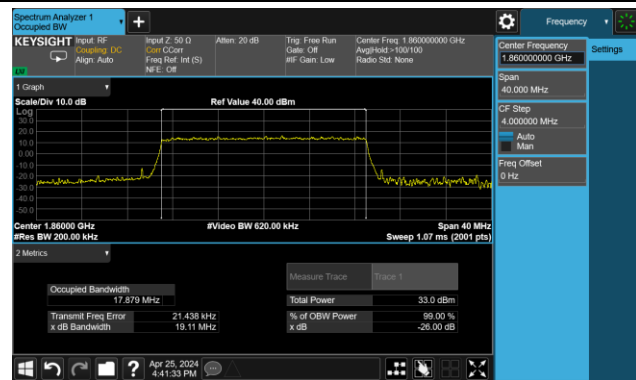 Spectrum Analyzer 1
Occupied BW
Frequency
KEYSIGHT Input: RF
Coupling: DC
Align: Auto
Input Z: 50 Ω
Corr CCorr
Freq Ref: Int (S)
NFE: Off
Atten: 20 dB
Trig: Free Run
Gate: Off
#IF Gain: Low
Center Freq: 1.860000000 GHz
Avg|Hold:>100/100
Radio Std: None
Center Frequency
1.860000000 GHz
Settings
Span
40.000 MHz
CF Step
4.000000 MHz
Auto
Man
Freq Offset
0 Hz
1 Graph
Scale/Div 10.0 dB
Ref Value 40.00 dBm
Log
30.0
20.0
10.0
0.00
-10.0
-20.0
-30.0
-40.0
-50.0
Center 1.86000 GHz
#Video BW 620.00 kHz
Span 40 MHz
#Res BW 200.00 kHz
Sweep 1.07 ms (2001 pts)
2 Metrics
Measure Trace Trace 1
Occupied Bandwidth
17.879 MHz
Total Power 33.0 dBm
Transmit Freq Error 21.438 kHz
% of OBW Power 99.00 %
x dB Bandwidth 19.11 MHz
x dB -26.00 dB
?
Apr 25, 2024
4:41:33 PM